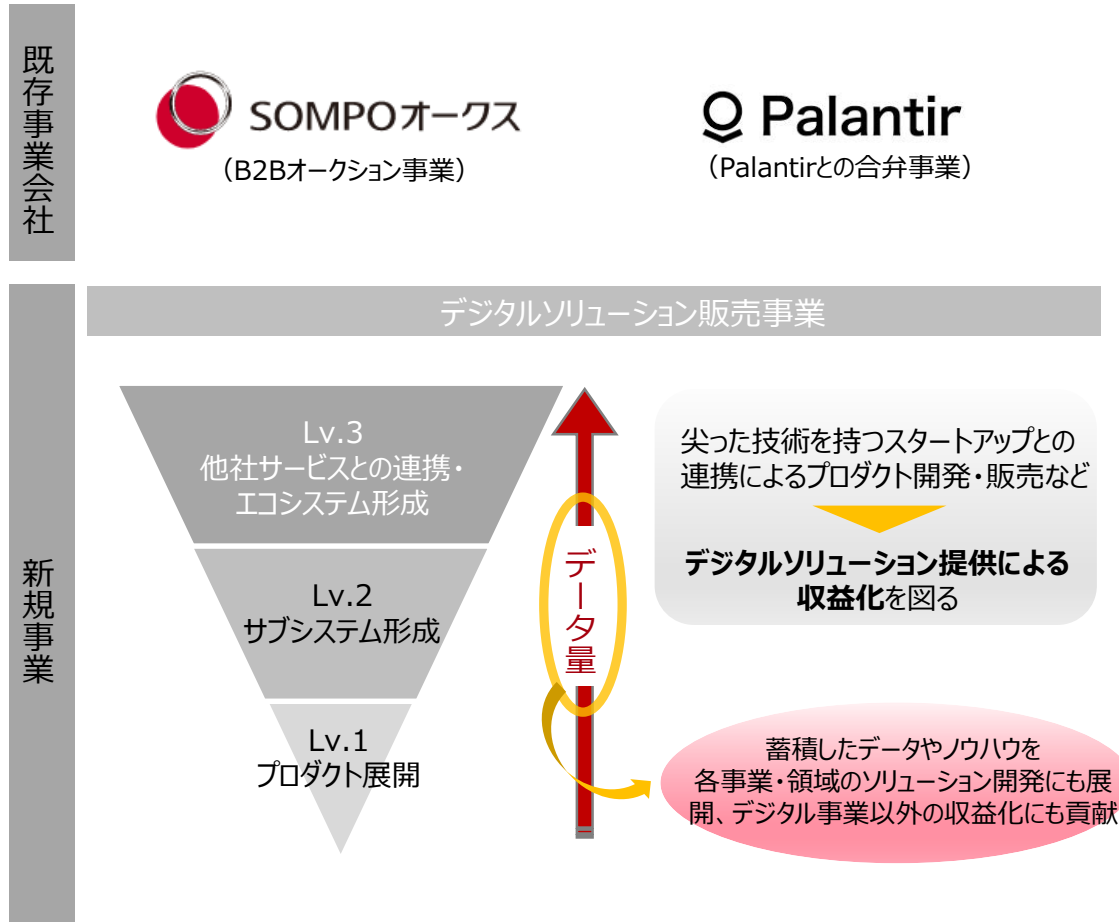 既存事業会社
SOMPOオークス
（B2Bオークション事業）
Palantir
（Palantirとの合弁事業）
新規事業
デジタルソリューション販売事業
Lv.3
他社サービスとの連携・
エコシステム形成
Lv.2
サブシステム形成
Lv.1
プロダクト展開
データ量
尖った技術を持つスタートアップとの
連携によるプロダクト開発・販売など
デジタルソリューション提供による
収益化を図る
蓄積したデータやノウハウを
各事業・領域のソリューション開発にも展
開、デジタル事業以外の収益化にも貢献